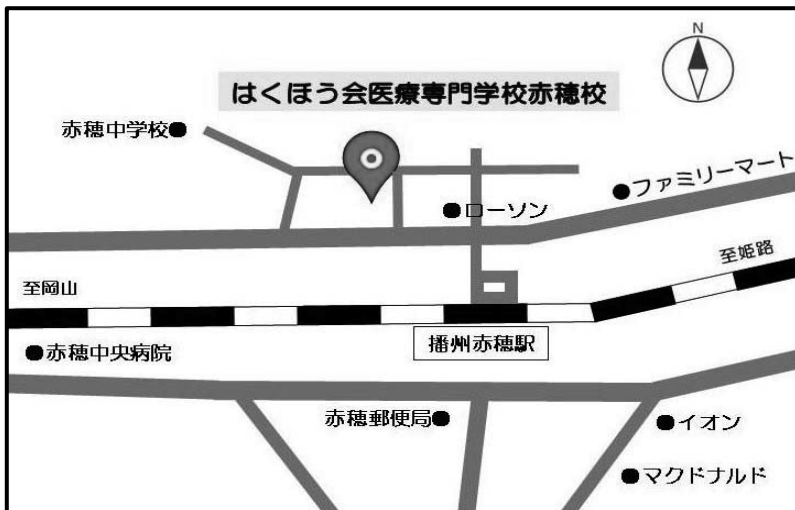 N
はくほう会医療専門学校赤穂校
赤穂中学校
ファミリーマート
ローソン
至姫路
至岡山
播州赤穂駅
赤穂中央病院
赤穂郵便局
イオン
マクドナルド